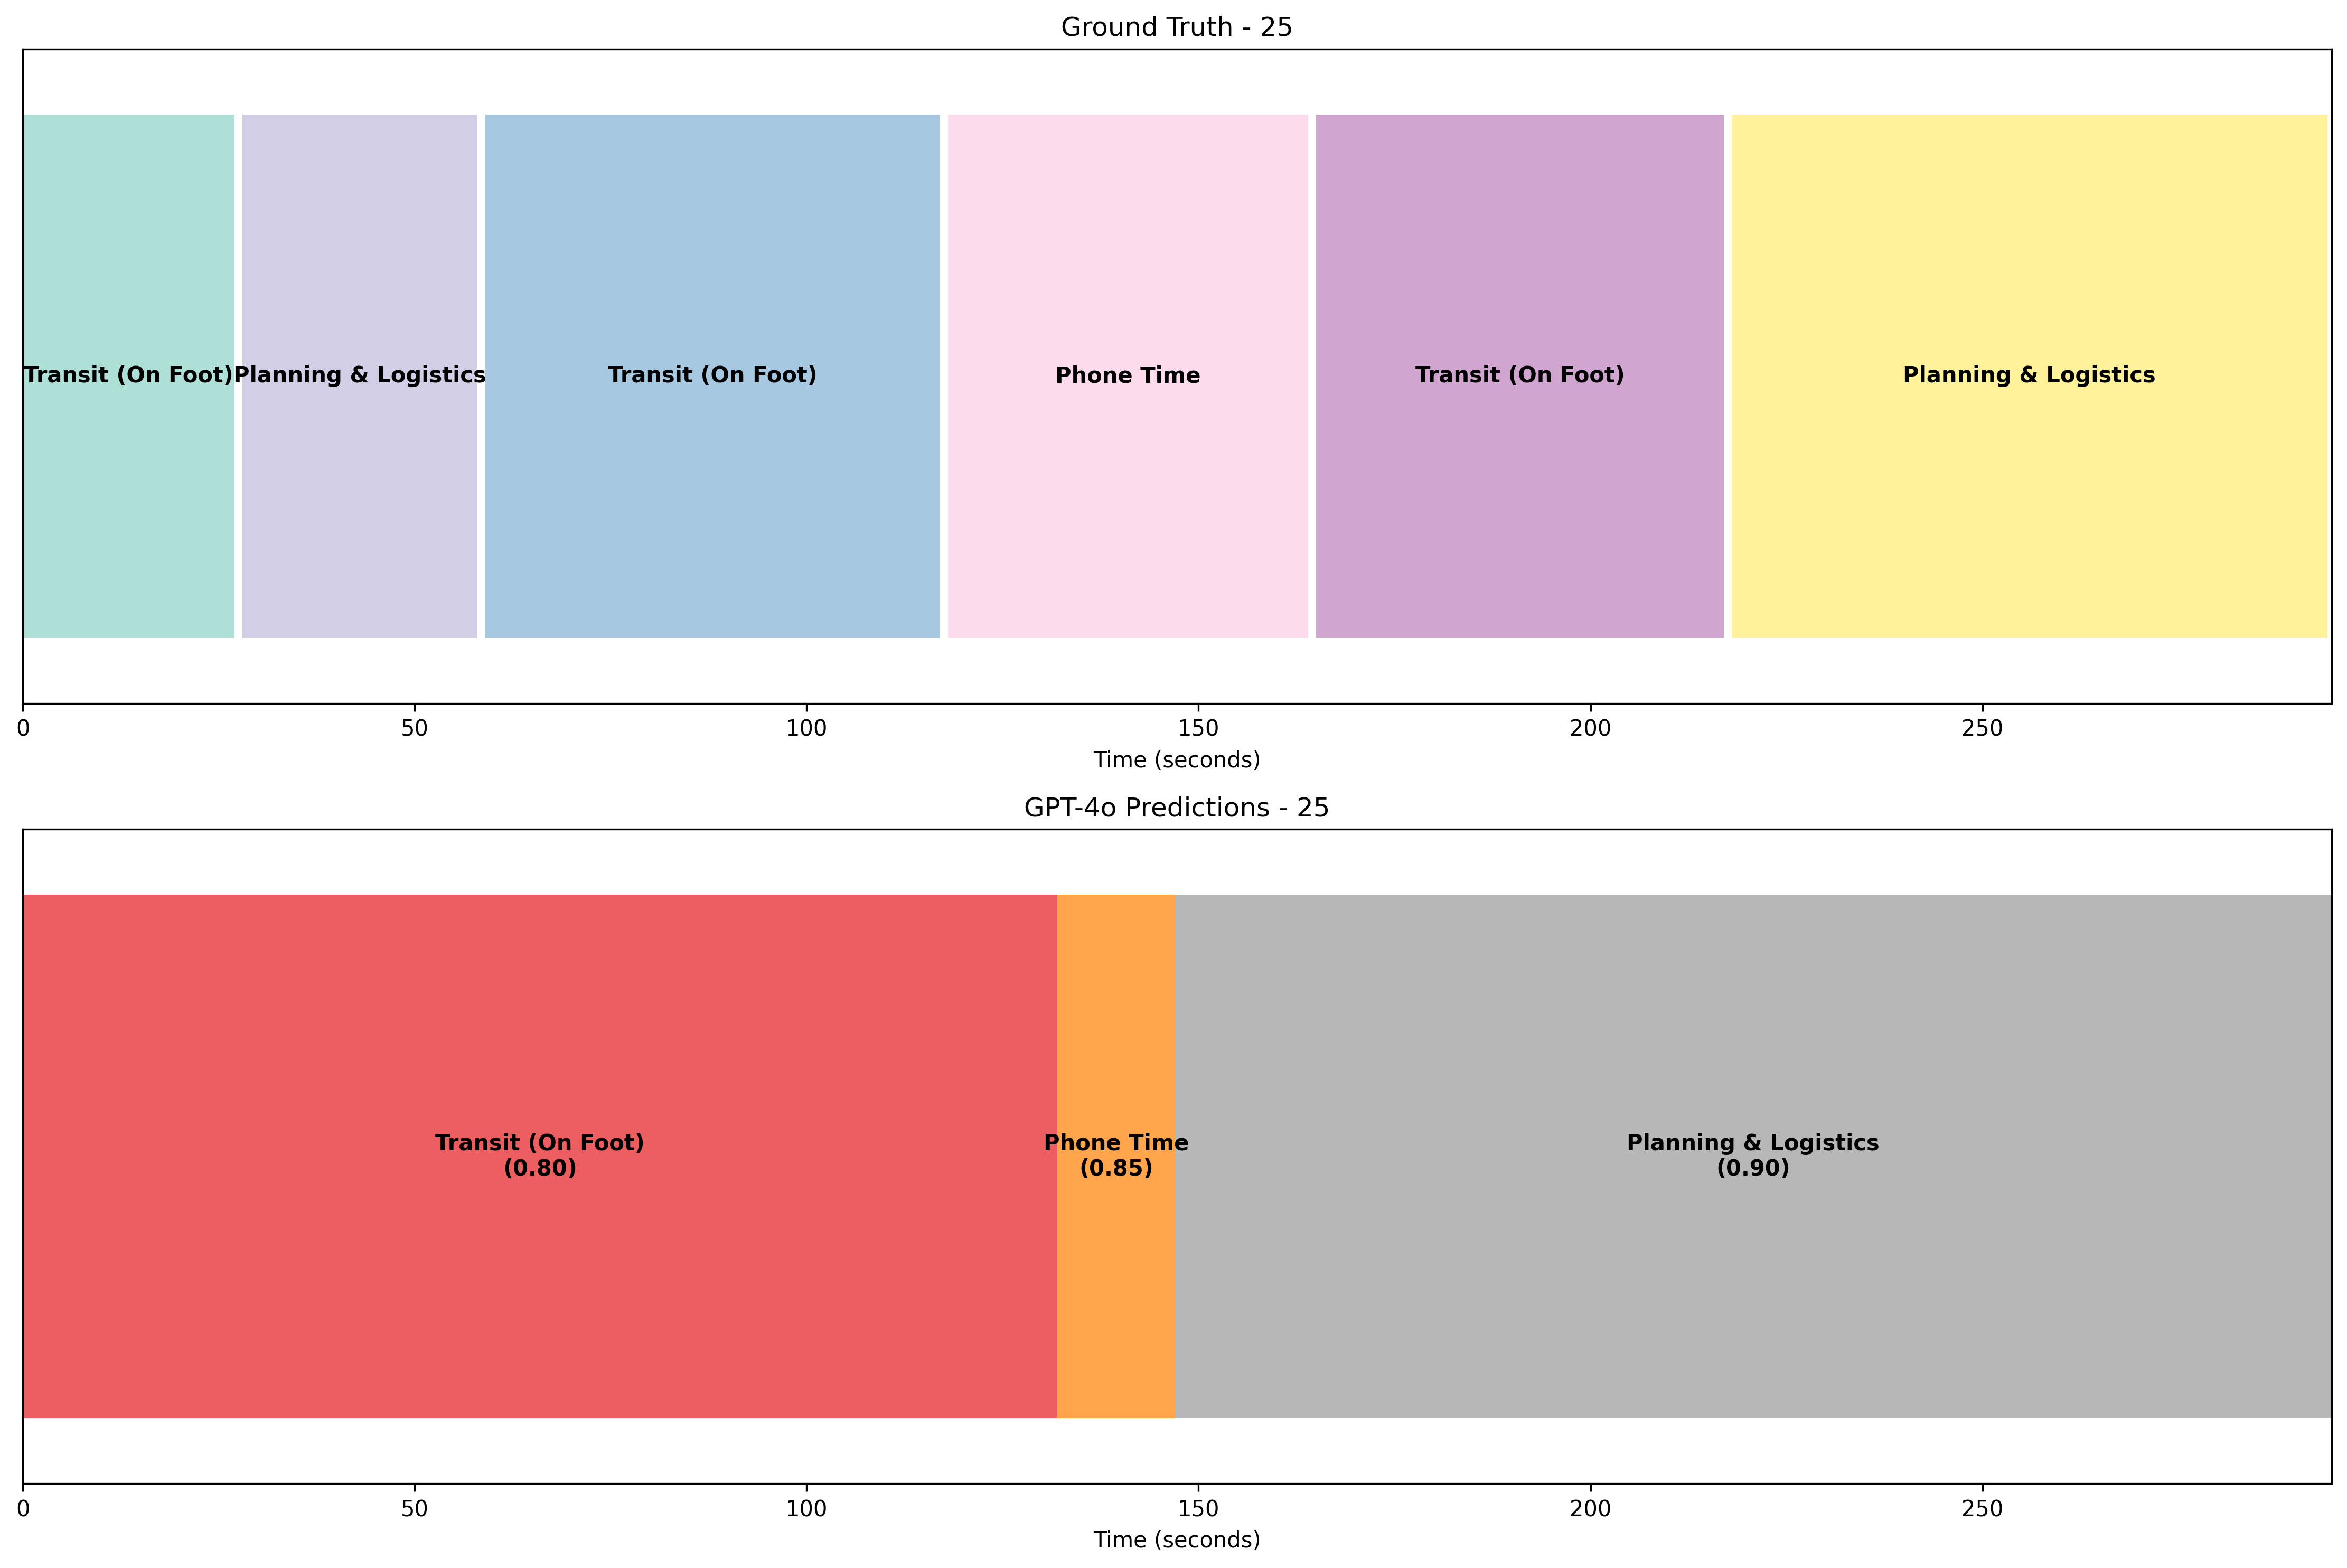 Ground Truth - 25
Transit (On Foot) Planning & Logistics Transit (On Foot) Phone Time Transit (On Foot) Planning & Logistics
0 50 100 150 200 250
Time (seconds)
GPT-4o Predictions - 25
Transit (On Foot) Phone Time Planning & Logistics
(0.80) (0.85) (0.90)
0 50 100 150 200 250
Time (seconds)